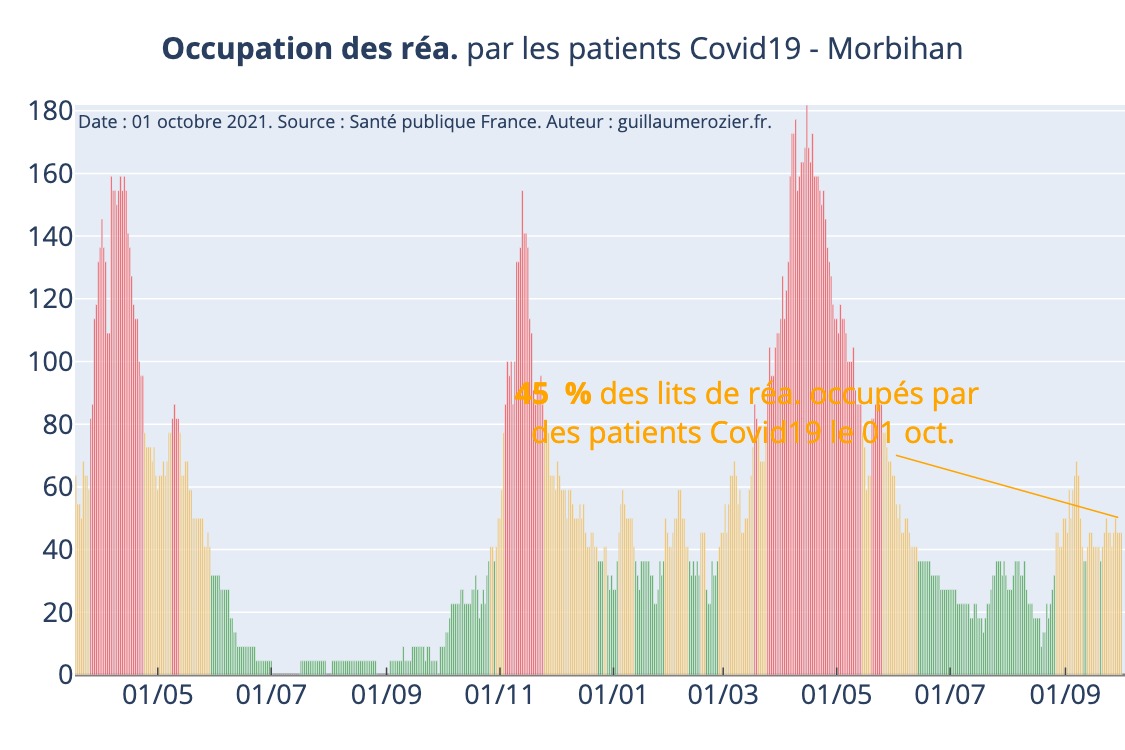 Occupation des réa. par les patients Covid19 - Morbihan
180
Date : 01 octobre 2021. Source : Santé publique France. Auteur : guillaumerozier.fr.
160
140
120
100
45 % des lits de réa. occupés par
80
des patients Covid19 le 01 oct.
60
40
20
0
01/05 01/07 01/09 01/11 01/01 01/03 01/05 01/07 01/09